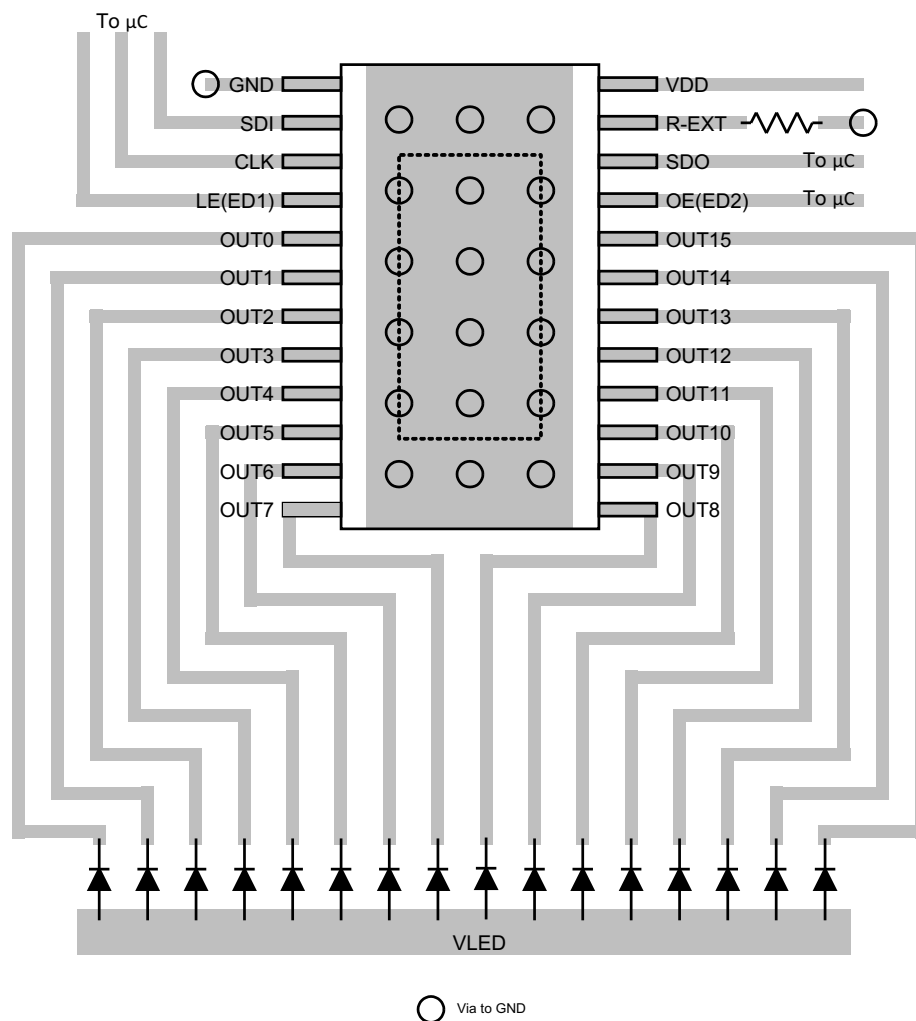 To µC
GND
VDD
SDI
R-EXT
CLK
SDO
To µC
LE(ED1)
OE(ED2)
To µC
OUT0
OUT15
OUT1
OUT14
OUT2
OUT13
OUT3
OUT12
OUT4
OUT11
OUT5
OUT10
OUT6
OUT9
OUT7
OUT8
VLED
Via to GND